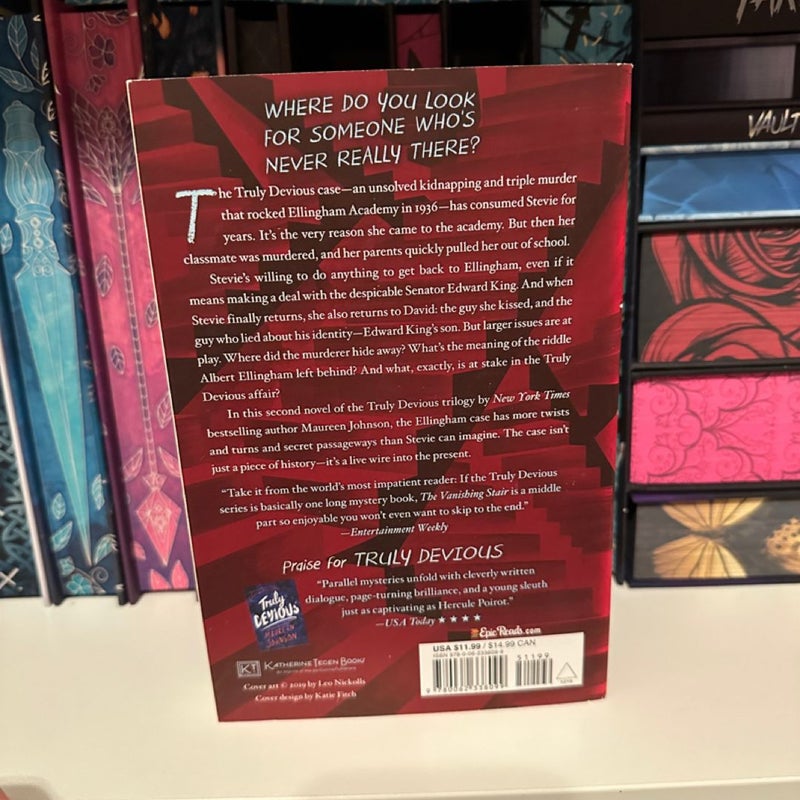 WHERE DO YOU LOOK
FOR SOMEONE WHO'S
NEVER REALLY THERE?
The Truly Devious case—an unsolved kidnapping and triple murder
that rocked Ellingham Academy in 1936—has consumed Stevie for
years. It's the very reason she came to the academy. But then her
classmate was murdered, and her parents quickly pulled her out of school.
Stevie's willing to do anything to get back to Ellingham, even if it
means making a deal with the despicable Senator Edward King. And when
Stevie finally returns, she also returns to David: the guy she kissed, and the
guy who lied about his identity—Edward King's son. But larger issues are at
play. Where did the murderer hide away? What's the meaning of the riddle
Albert Ellingham left behind? And what, exactly, is at stake in the Truly
Devious affair?
In this second novel of the Truly Devious trilogy by New York Times
bestselling author Maureen Johnson, the Ellingham case has more twists
and turns and secret passageways than Stevie can imagine. The case isn't
just a piece of history—it's a live wire into the present.
"Take it from the world's most impatient reader: If the Truly Devious
series is basically one long mystery book, The Vanishing Stair is a middle
part so enjoyable you won't even want to skip to the end."
—Entertainment Weekly
Praise for TRULY DEVIOUS
"Parallel mysteries unfold with cleverly written
dialogue, page-turning brilliance, and a young sleuth
just as captivating as Hercule Poirot."
—USA Today ★ ★ ★ ★
Truly
DEVIOUS
MAUREEN
JOHNSON
EpicReads.com
KT KATHERINE TEGEN BOOKS
Cover art © 2019 by Leo Nickolls
Cover design by Katie Fitch
USA $11.99 / $14.99 CAN
51199
VAULT